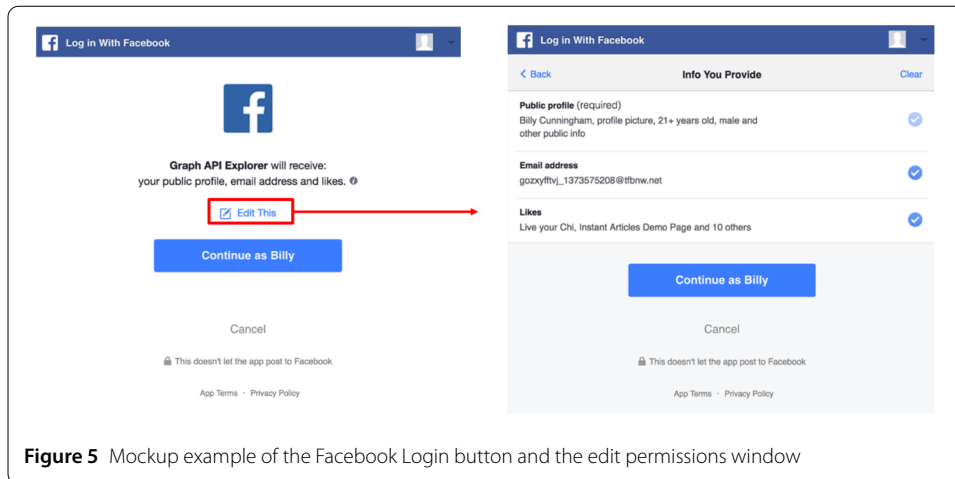 Log in With Facebook
Graph API Explorer will receive:
your public profile, email address and likes.
Edit This
Continue as Billy
Cancel
This doesn't let the app post to Facebook
App Terms · Privacy Policy
Log in With Facebook
Back
Info You Provide
Clear
Public profile (required)
Billy Cunningham, profile picture, 21+ years old, male and
other public info
Email address
gozxyfftvj_1373575208@tfbnw.net
Likes
Live your Chi, Instant Articles Demo Page and 10 others
Continue as Billy
Cancel
This doesn't let the app post to Facebook
App Terms · Privacy Policy
Figure 5 Mockup example of the Facebook Login button and the edit permissions window